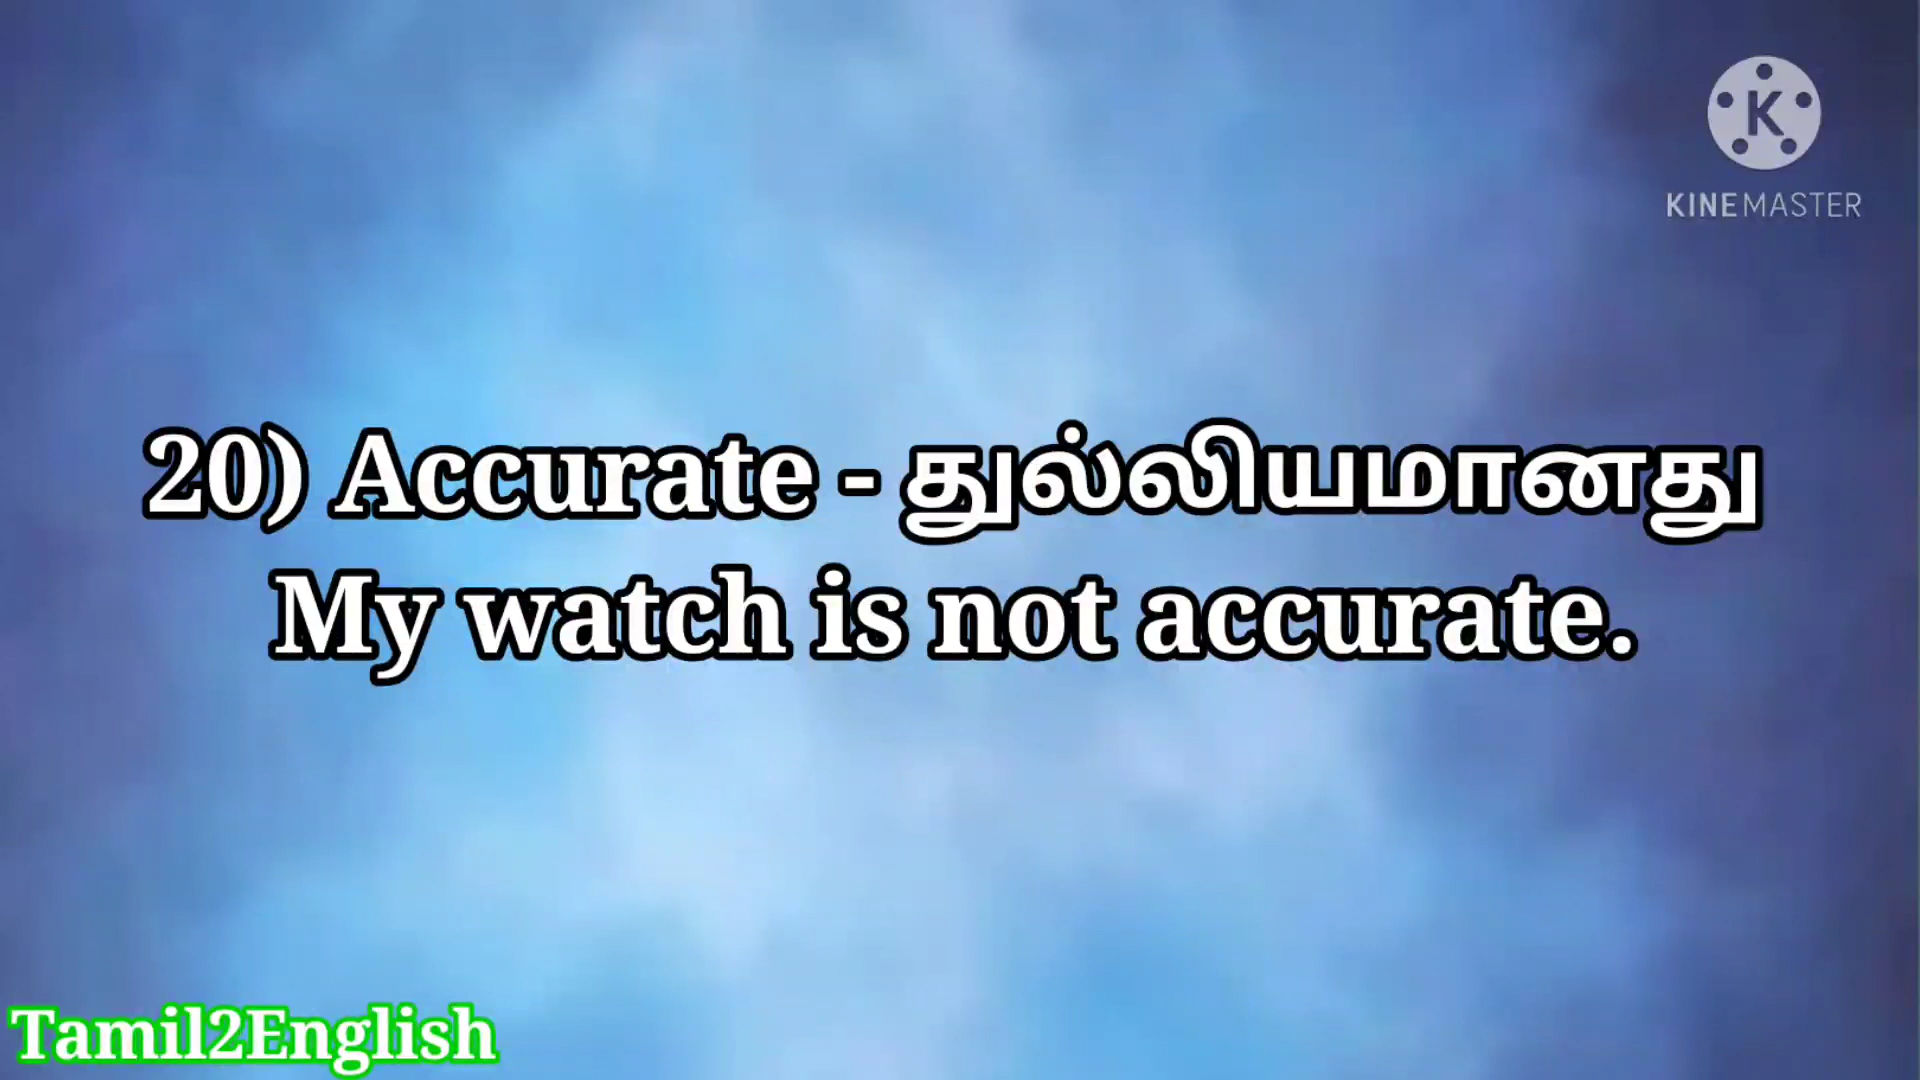 KINEMASTER
20) Accurate - துல்லியமானது
My watch is not accurate.
Tamil2English